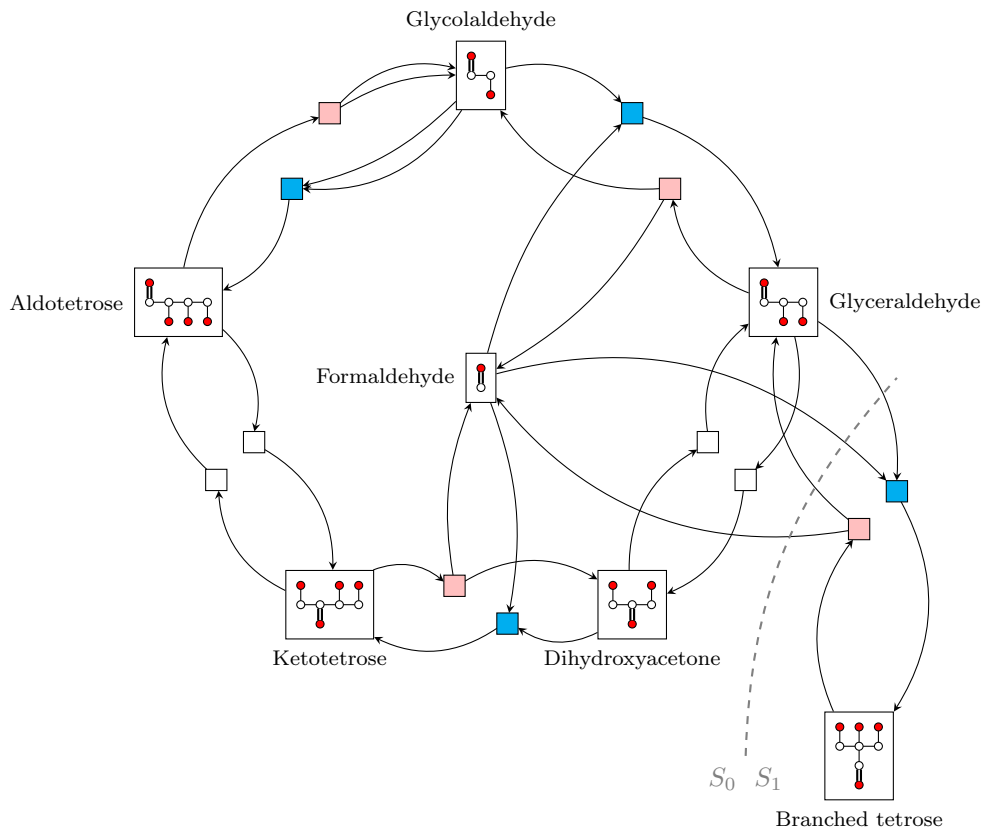 Glycolaldehyde
Aldotetrose
Glyceraldehyde
Formaldehyde
Ketotetrose
Dihydroxyacetone
S0 S1
Branched tetrose